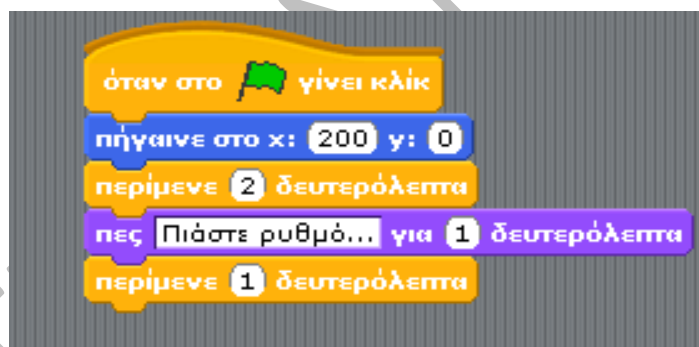 όταν στο γίνει κλίκ
πήγαινε στο x: 200 y: 0
περίμενε 2 δευτερόλεπτα
πες Πιάστε ρυθμό... για 1 δευτερόλεπτα
περίμενε 1 δευτερόλεπτα